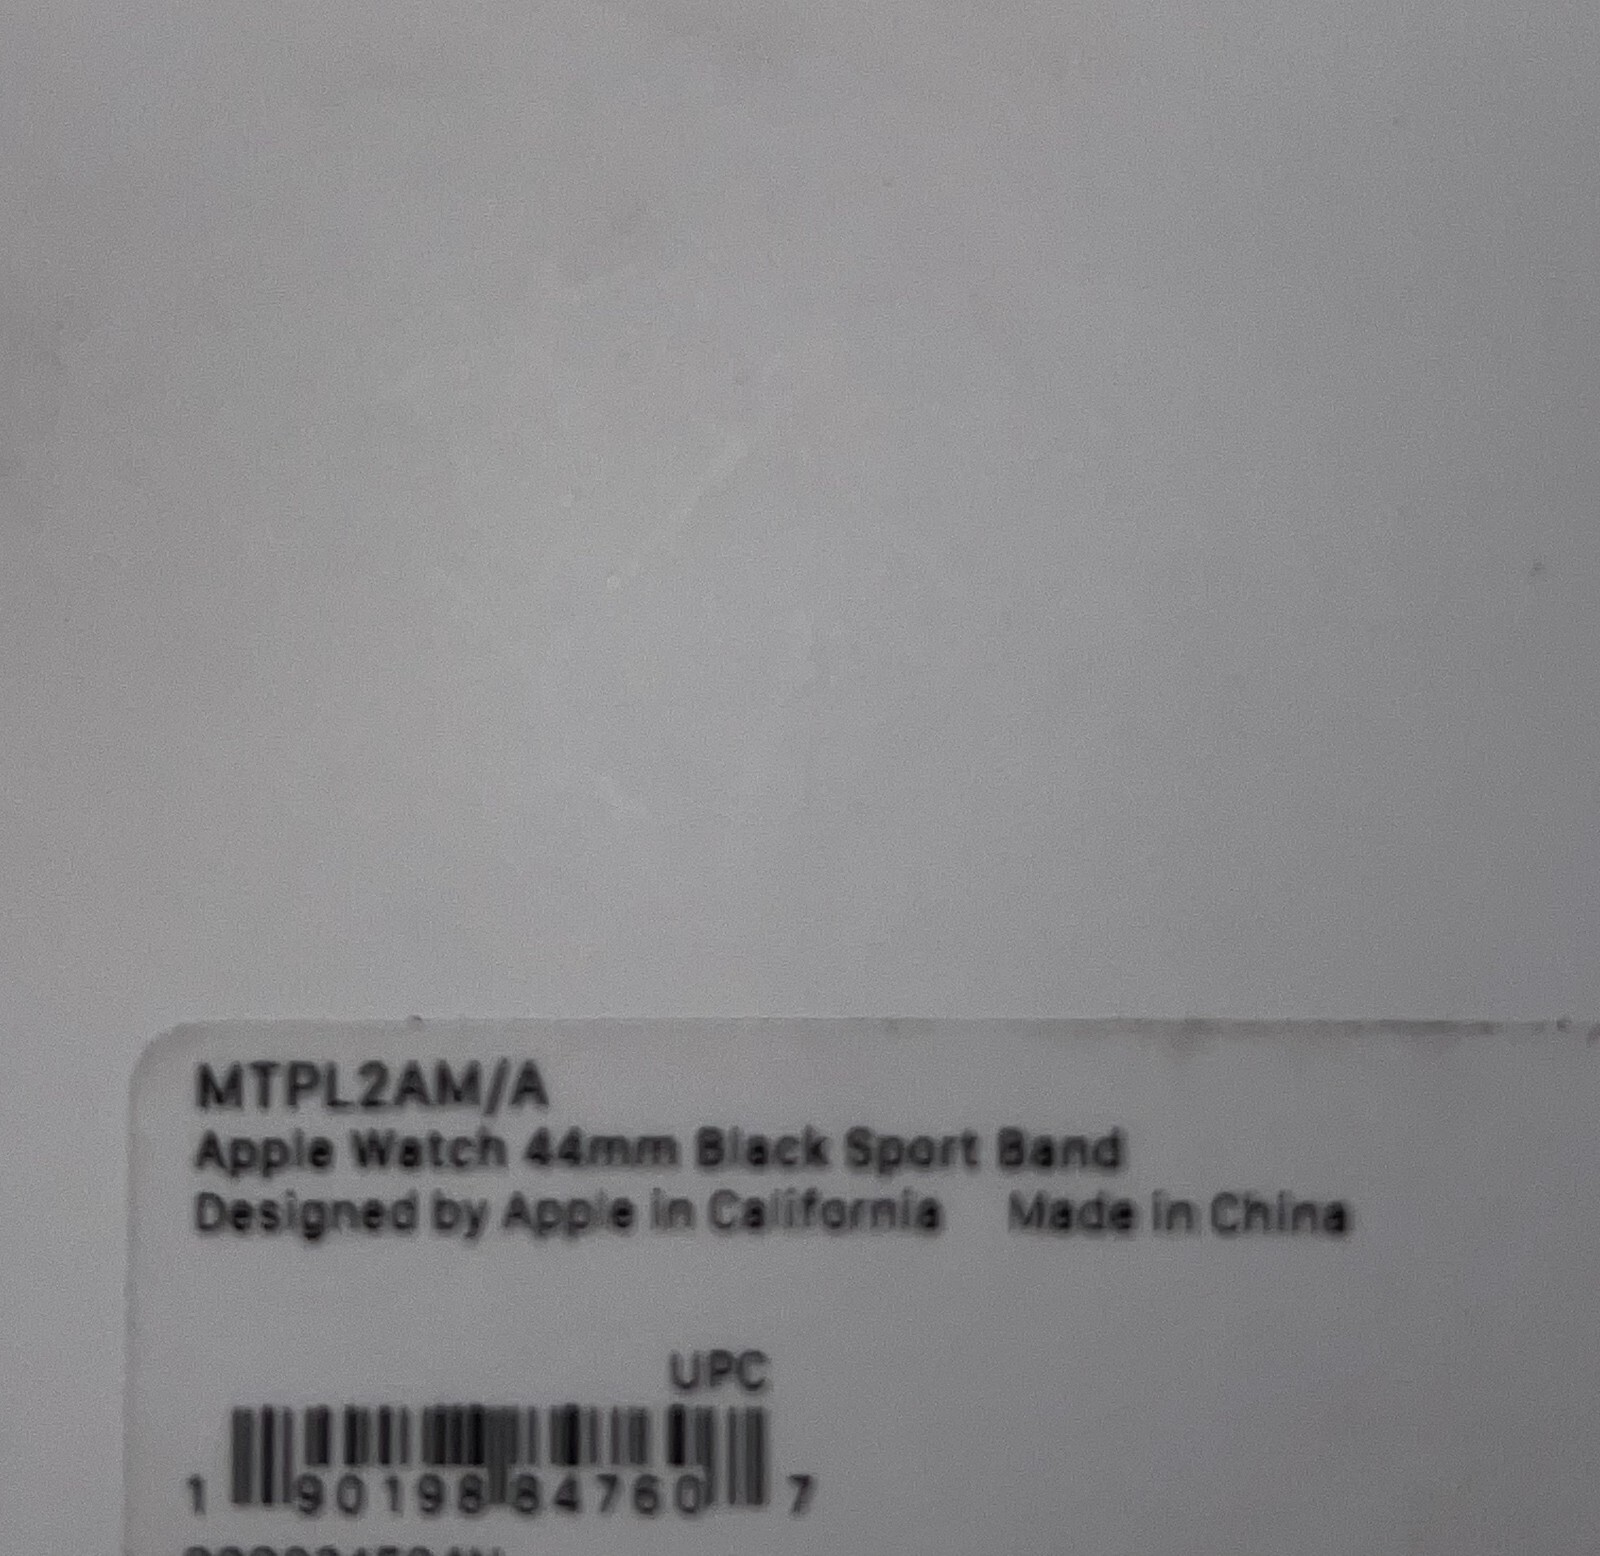 MTPL2AM/A
Apple Watch 44mm Black Sport Band
Designed by Apple in California Made in China
UPC
1 90198 84760 7